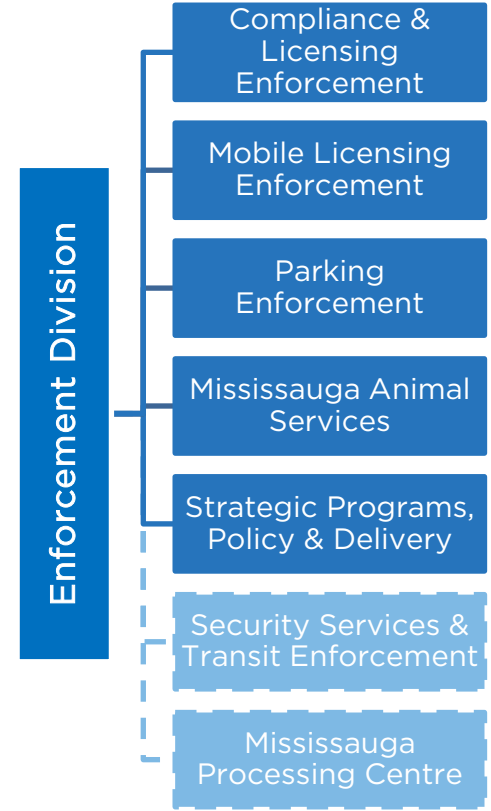 Enforcement Division
Compliance &
Licensing
Enforcement
Mobile Licensing
Enforcement
Parking
Enforcement
Mississauga Animal
Services
Strategic Programs,
Policy & Delivery
Security Services &
Transit Enforcement
Mississauga
Processing Centre